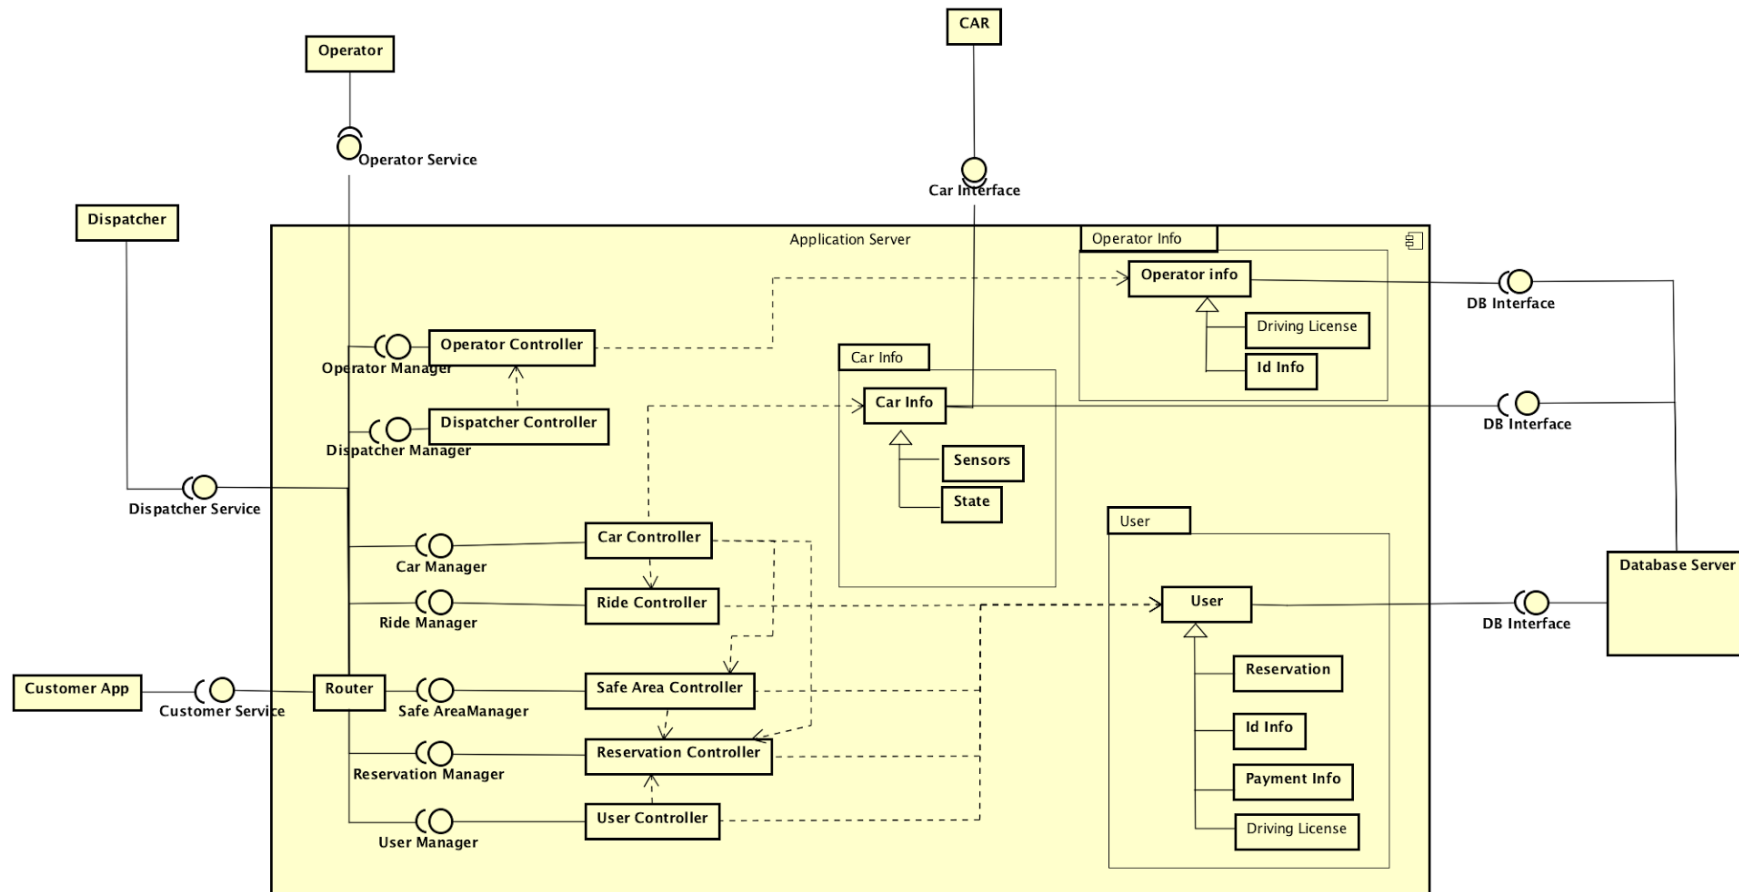 CAR
Operator
Operator Service
Car Interface
Dispatcher
Application Server
Operator Info
Operator info
DB Interface
Driving License
Id Info
Operator Controller
Operator Manager
Car Info
Car Info
DB Interface
Dispatcher Controller
Dispatcher Manager
Sensors
State
Dispatcher Service
User
Car Controller
Car Manager
Database Server
Ride Controller
Ride Manager
User
DB Interface
Reservation
Customer App
Customer Service
Router
Safe AreaManager
Safe Area Controller
Id Info
Reservation Controller
Reservation Manager
Payment Info
User Controller
User Manager
Driving License